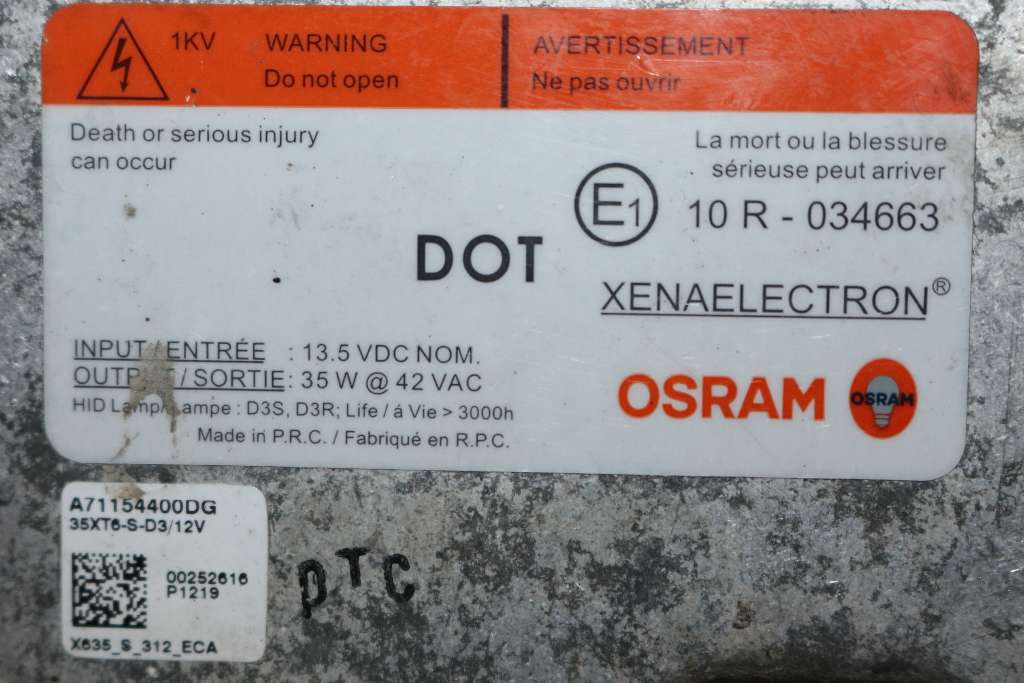 1KV WARNING AVERTISSEMENT
Do not open Ne pas ouvrir
Death or serious injury
can occur
La mort ou la blessure
sérieuse peut arriver
E1 10 R - 034663
DOT
XENAELECTRON®
INPUT / ENTRÉE : 13.5 VDC NOM.
OUTPUT / SORTIE : 35 W @ 42 VAC
HID Lamp/Lampe : D3S, D3R; Life / á Vie > 3000h
Made in P.R.C. / Fabriqué en R.P.C.
OSRAM OSRAM
A71154400DG
35XT6-S-D3/12V
00252616
P1219
X635_S_312_ECA
DTC